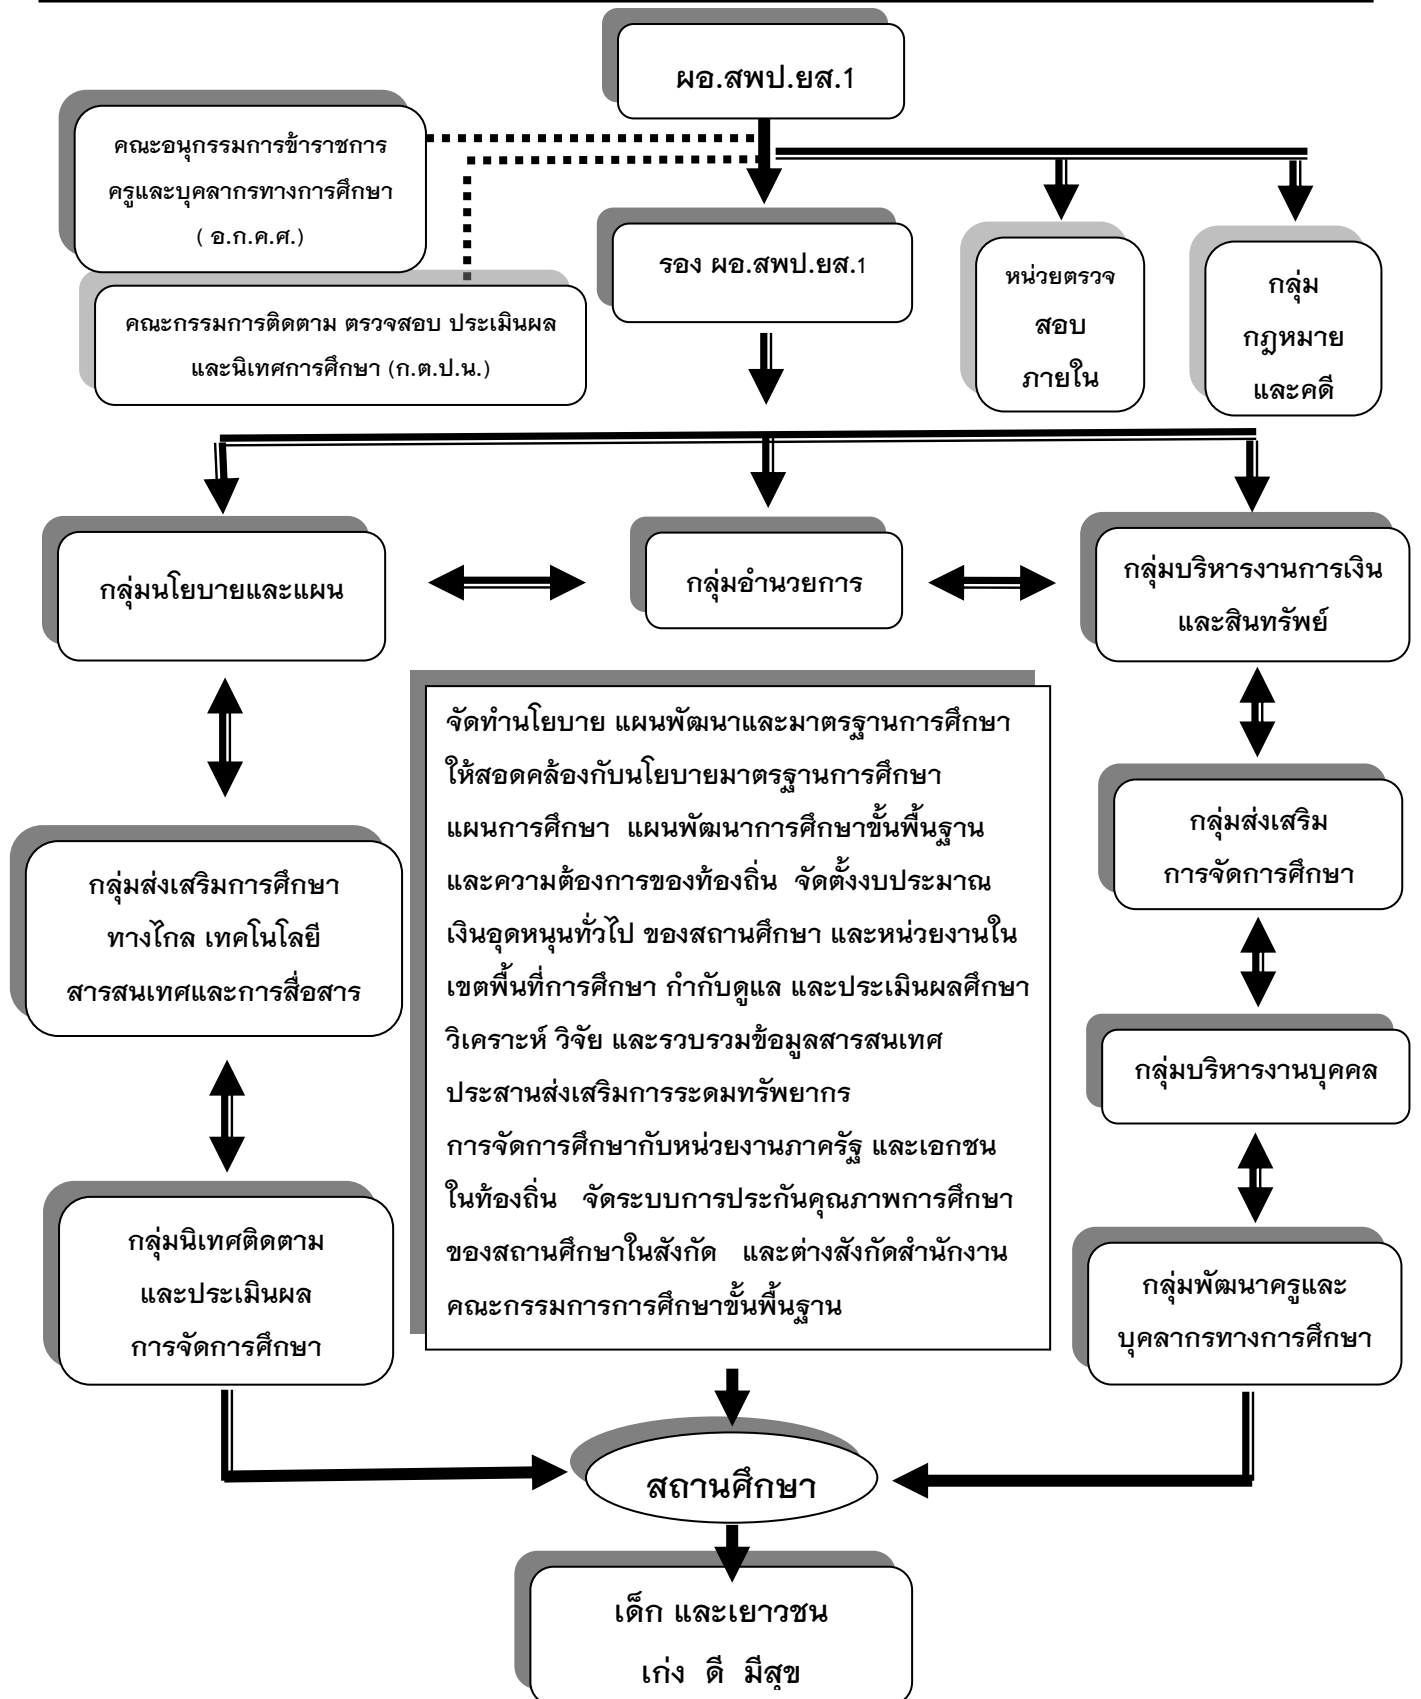 ผอ.สพป.ยส.1
คณะอนุกรรมการข้าราชการ
ครูและบุคลากรทางการศึกษา
( อ.ก.ค.ศ.)
คณะกรรมการติดตาม ตรวจสอบ ประเมินผล
และนิเทศการศึกษา (ก.ต.ป.น.)
รอง ผอ.สพป.ยส.1
หน่วยตรวจ
สอบ
ภายใน
กลุ่ม
กฎหมาย
และคดี
กลุ่มนโยบายและแผน
กลุ่มอำนวยการ
กลุ่มบริหารงานการเงิน
และสินทรัพย์
กลุ่มส่งเสริมการศึกษา
ทางไกล เทคโนโลยี
สารสนเทศและการสื่อสาร
กลุ่มนิเทศติดตาม
และประเมินผล
การจัดการศึกษา
จัดทำนโยบาย แผนพัฒนาและมาตรฐานการศึกษา
ให้สอดคล้องกับนโยบายมาตรฐานการศึกษา
แผนการศึกษา แผนพัฒนาการศึกษาขั้นพื้นฐาน
และความต้องการของท้องถิ่น จัดตั้งงบประมาณ
เงินอุดหนุนทั่วไป ของสถานศึกษา และหน่วยงานใน
เขตพื้นที่การศึกษา กำกับดูแล และประเมินผลศึกษา
วิเคราะห์ วิจัย และรวบรวมข้อมูลสารสนเทศ
ประสานส่งเสริมการระดมทรัพยากร
การจัดการศึกษากับหน่วยงานภาครัฐ และเอกชน
ในท้องถิ่น จัดระบบการประกันคุณภาพการศึกษา
ของสถานศึกษาในสังกัด และต่างสังกัดสำนักงาน
คณะกรรมการการศึกษาขั้นพื้นฐาน
กลุ่มส่งเสริม
การจัดการศึกษา
กลุ่มบริหารงานบุคคล
กลุ่มพัฒนาครูและ
บุคลากรทางการศึกษา
สถานศึกษา
เด็ก และเยาวชน
เก่ง ดี มีสุข